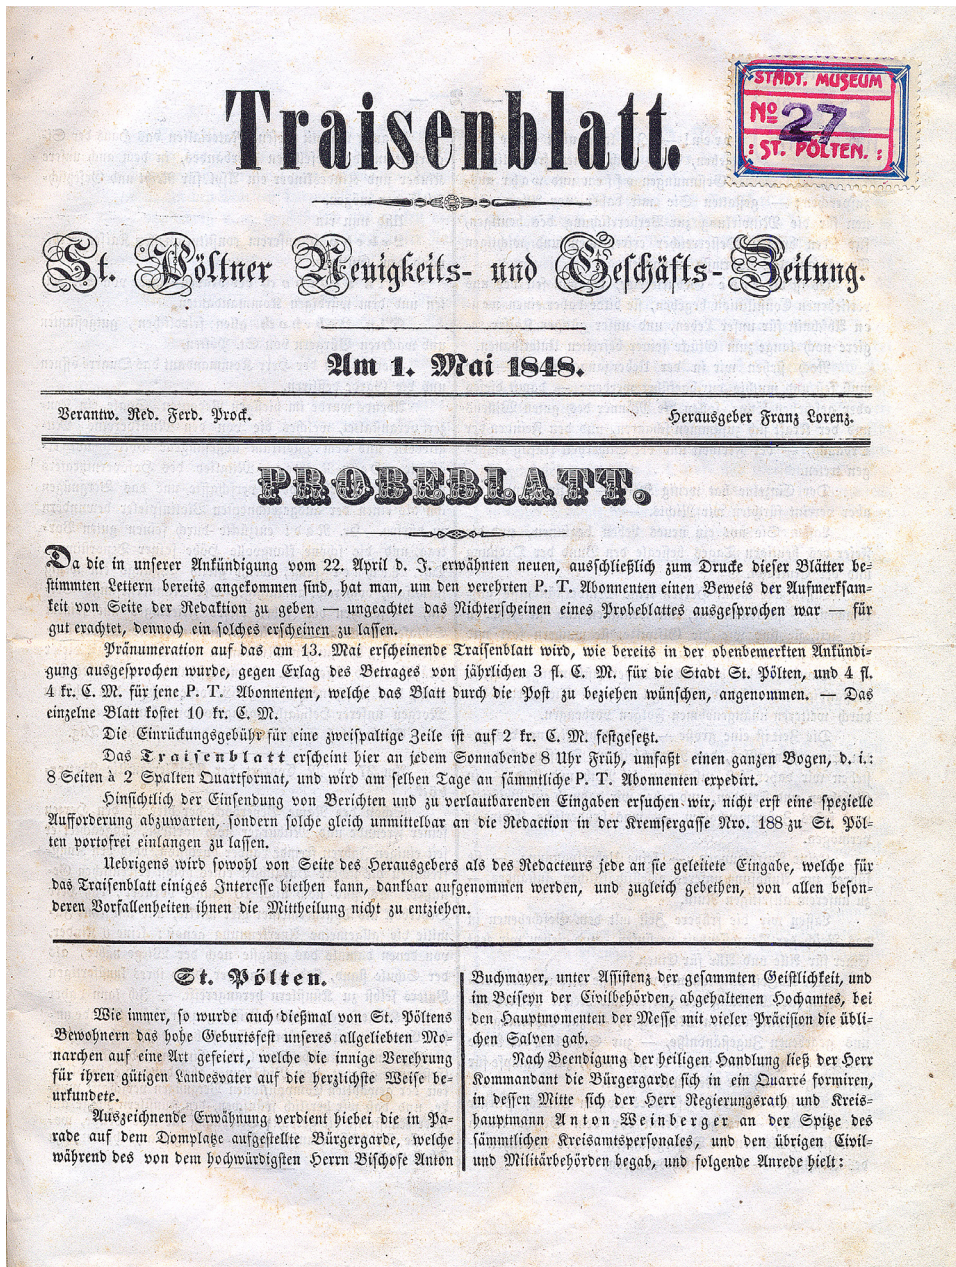 Traisenblatt.
STÄDT. MUSEUM
No 27
: ST. PÖLTEN. :
St. Pöltner Neuigkeits- und Geschäfts-Zeitung.
Am 1. Mai 1848.
Verantw. Red. Ferd. Prock.
Herausgeber Franz Lorenz.
PROBEBLATT.
Da die in unserer Ankündigung vom 22. April d. J. erwähnten neuen, ausschließlich zum Drucke dieser Blätter be-
stimmten Lettern bereits angekommen sind, hat man, um den verehrten P. T. Abonnenten einen Beweis der Aufmerksam-
keit von Seite der Redaktion zu geben — ungeachtet das Nichterscheinen eines Probeblattes ausgesprochen war — für
gut erachtet, dennoch ein solches erscheinen zu lassen.
Pränumeration auf das am 13. Mai erscheinende Traisenblatt wird, wie bereits in der obenbemerkten Ankündi-
gung ausgesprochen wurde, gegen Erlag des Betrages von jährlichen 3 fl. C. M. für die Stadt St. Pölten, und 4 fl.
4 kr. C. M. für jene P. T. Abonnenten, welche das Blatt durch die Post zu beziehen wünschen, angenommen. — Das
einzelne Blatt kostet 10 kr. C. M.
Die Einrückungsgebühr für eine zweispaltige Zeile ist auf 2 kr. C. M. festgesetzt.
Das Traisenblatt erscheint hier an jedem Sonnabende 8 Uhr Früh, umfaßt einen ganzen Bogen, d. i.:
8 Seiten à 2 Spalten Quartformat, und wird am selben Tage an sämmtliche P. T. Abonnenten expedirt.
Hinsichtlich der Einsendung von Berichten und zu verlautbarenden Eingaben ersuchen wir, nicht erst eine spezielle
Aufforderung abzuwarten, sondern solche gleich unmittelbar an die Redaction in der Kremsergasse Nro. 188 zu St. Pöl-
ten portofrei einlangen zu lassen.
Uebrigens wird sowohl von Seite des Herausgebers als des Redacteurs jede an sie geleitete Eingabe, welche für
das Traisenblatt einiges Interesse biethen kann, dankbar aufgenommen werden, und zugleich gebethen, von allen beson-
deren Vorfallenheiten ihnen die Mittheilung nicht zu entziehen.
St. Pölten.
Wie immer, so wurde auch dießmal von St. Pöltens
Bewohnern das hohe Geburtsfest unseres allgeliebten Mo-
narchen auf eine Art gefeiert, welche die innige Verehrung
für ihren gütigen Landesvater auf die herzlichste Weise be-
urkundete.
Auszeichnende Erwähnung verdient hiebei die in Pa-
rade auf dem Domplatze aufgestellte Bürgergarde, welche
während des von dem hochwürdigsten Herrn Bischofe Anton
Buchmayer, unter Assistenz der gesammten Geistlichkeit, und
im Beiseyn der Civilbehörden, abgehaltenen Hochamtes, bei
den Hauptmomenten der Messe mit vieler Präcision die übli-
chen Salven gab.
Nach Beendigung der heiligen Handlung ließ der Herr
Kommandant die Bürgergarde sich in ein Quarré formiren,
in dessen Mitte sich der Herr Regierungsrath und Kreis-
hauptmann Anton Weinberger an der Spitze des
sämmtlichen Kreisamtspersonales, und den übrigen Civil-
und Militärbehörden begab, und folgende Anrede hielt: